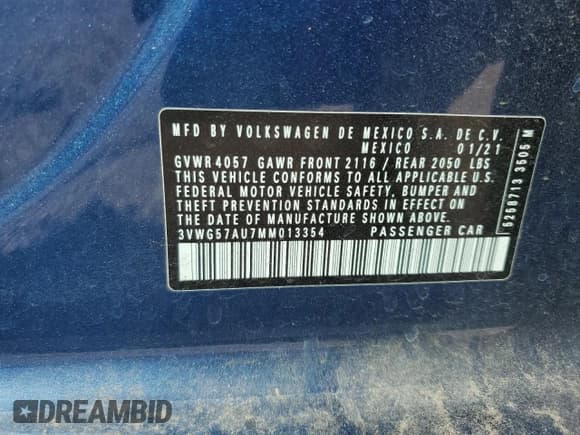 MFD BY VOLKSWAGEN DE MEXICO S.A. DE C.V.
MEXICO 01/21
GVWR 4057 GAWR FRONT 2116 / REAR 2050 LBS
THIS VEHICLE CONFORMS TO ALL APPLICABLE U.S.
FEDERAL MOTOR VEHICLE SAFETY, BUMPER AND
THEFT PREVENTION STANDARDS IN EFFECT ON
THE DATE OF MANUFACTURE SHOWN ABOVE
3VWG57AU7MM013354 PASSENGER CAR
5258713 3505 M
DREAMBID